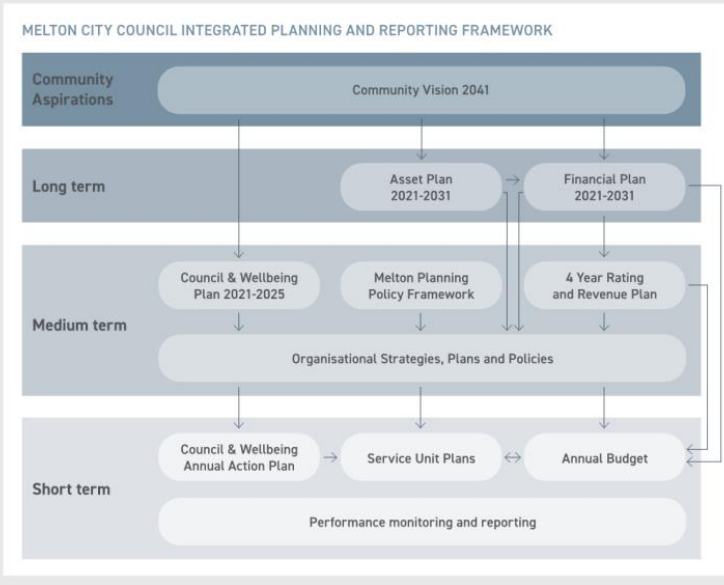 MELTON CITY COUNCIL INTEGRATED PLANNING AND REPORTING FRAMEWORK
Community
Aspirations
Community Vision 2041
Long term
Asset Plan
2021-2031
Financial Plan
2021-2031
Medium term
Council & Wellbeing
Plan 2021-2025
Melton Planning
Policy Framework
4 Year Rating
and Revenue Plan
Organisational Strategies, Plans and Policies
Short term
Council & Wellbeing
Annual Action Plan
Service Unit Plans
Annual Budget
Performance monitoring and reporting